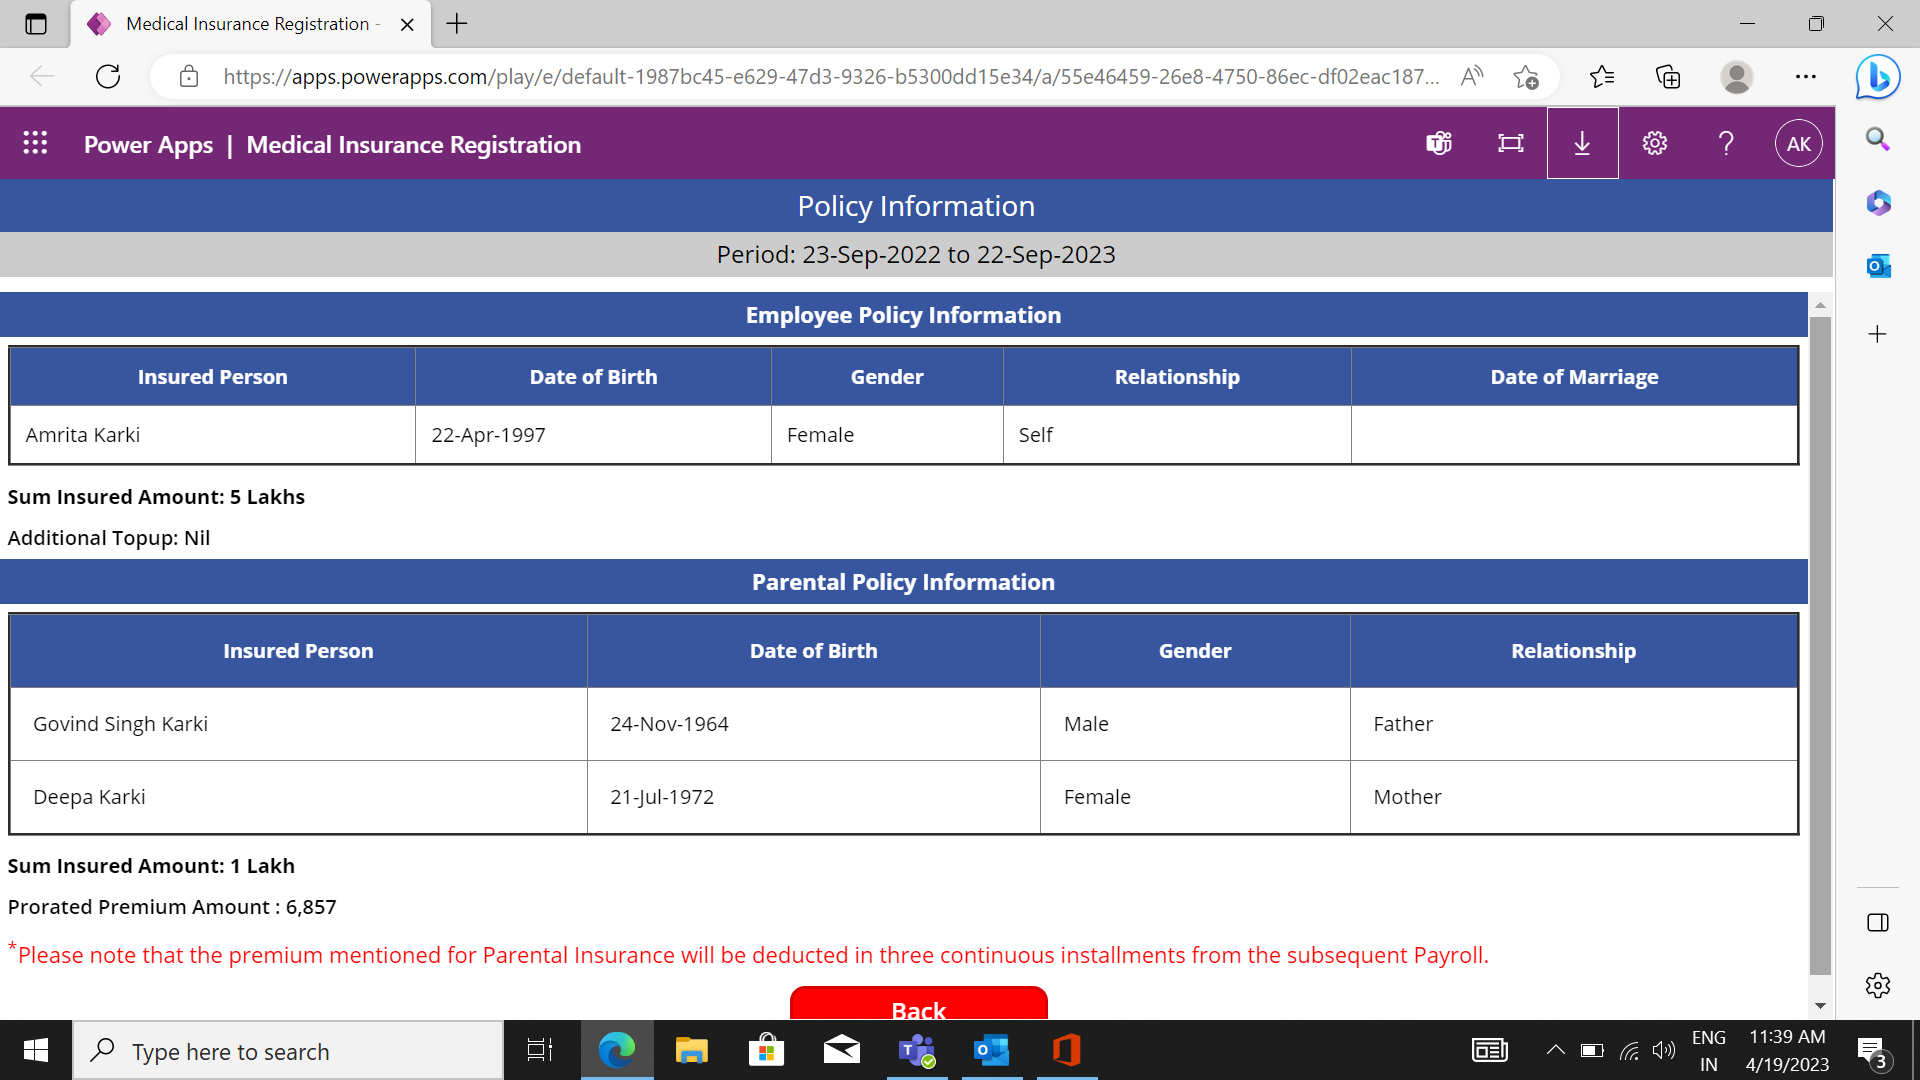 Medical Insurance Registration -
https://apps.powerapps.com/play/e/default-1987bc45-e629-47d3-9326-b5300dd15e34/a/55e46459-26e8-4750-86ec-df02eac187...
Power Apps | Medical Insurance Registration
AK
Policy Information
Period: 23-Sep-2022 to 22-Sep-2023
Employee Policy Information
Insured Person Date of Birth Gender Relationship Date of Marriage
Amrita Karki 22-Apr-1997 Female Self
Sum Insured Amount: 5 Lakhs
Additional Topup: Nil
Parental Policy Information
Insured Person Date of Birth Gender Relationship
Govind Singh Karki 24-Nov-1964 Male Father
Deepa Karki 21-Jul-1972 Female Mother
Sum Insured Amount: 1 Lakh
Prorated Premium Amount : 6,857
*Please note that the premium mentioned for Parental Insurance will be deducted in three continuous installments from the subsequent Payroll.
Back
Type here to search
ENG
IN
11:39 AM
4/19/2023
3